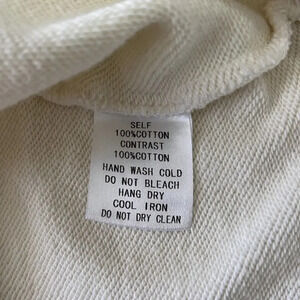 SELF
100%COTTON
CONTRAST
100%COTTON
HAND WASH COLD
DO NOT BLEACH
HANG DRY
COOL IRON
DO NOT DRY CLEAN